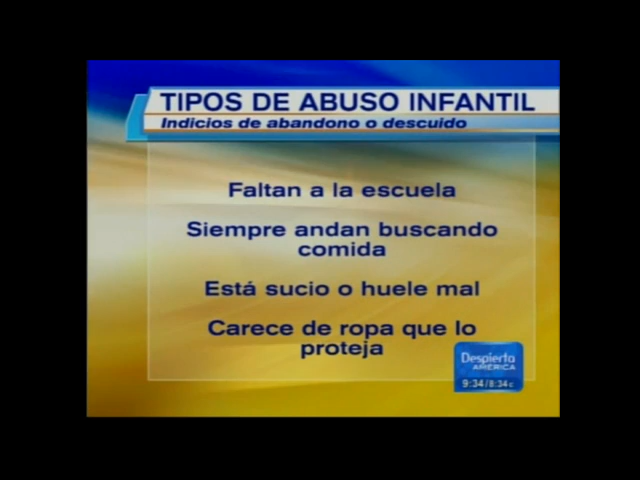 TIPOS DE ABUSO INFANTIL
Indicios de abandono o descuido
Faltan a la escuela
Siempre andan buscando
comida
Está sucio o huele mal
Carece de ropa que lo
proteja
Despierta
AMÉRICA
9:34/8:34c